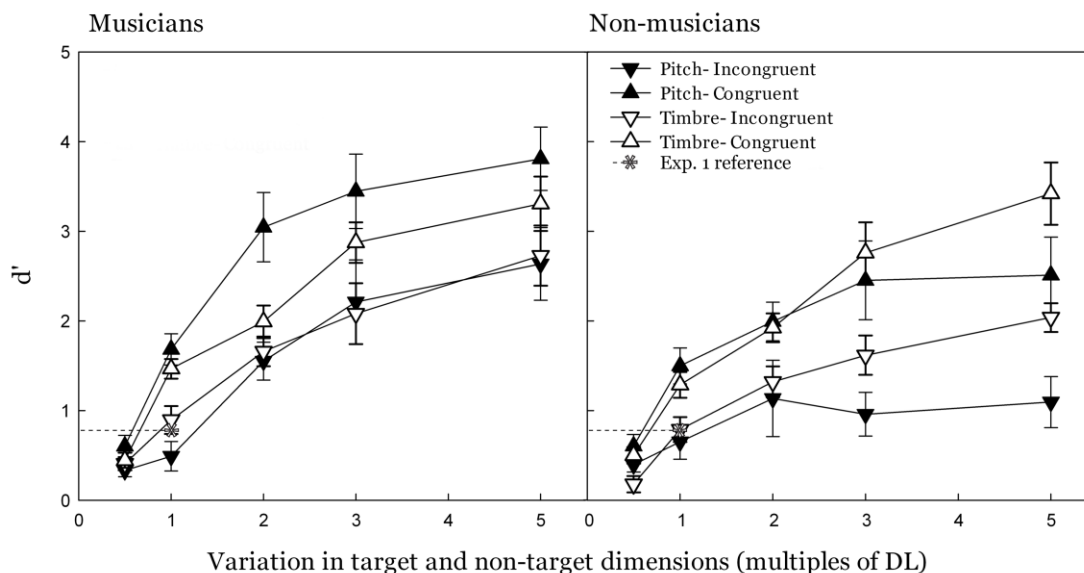 Musicians
Non-musicians
5
4
3
2
1
0
d'
Pitch- Incongruent
Pitch- Congruent
Timbre- Incongruent
Timbre- Congruent
Exp. 1 reference
0 1 2 3 4 5
0 1 2 3 4 5
Variation in target and non-target dimensions (multiples of DL)